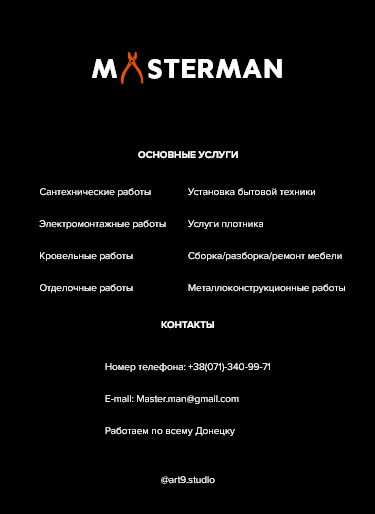 MASTERMAN
ОСНОВНЫЕ УСЛУГИ
Сантехнические работы
Установка бытовой техники
Электромонтажные работы
Услуги плотника
Кровельные работы
Сборка/разборка/ремонт мебели
Отделочные работы
Металлоконструкционные работы
КОНТАКТЫ
Номер телефона: +38(071)-340-99-71
E-mail: Master.man@gmail.com
Работаем по всему Донецку
@art9.studio